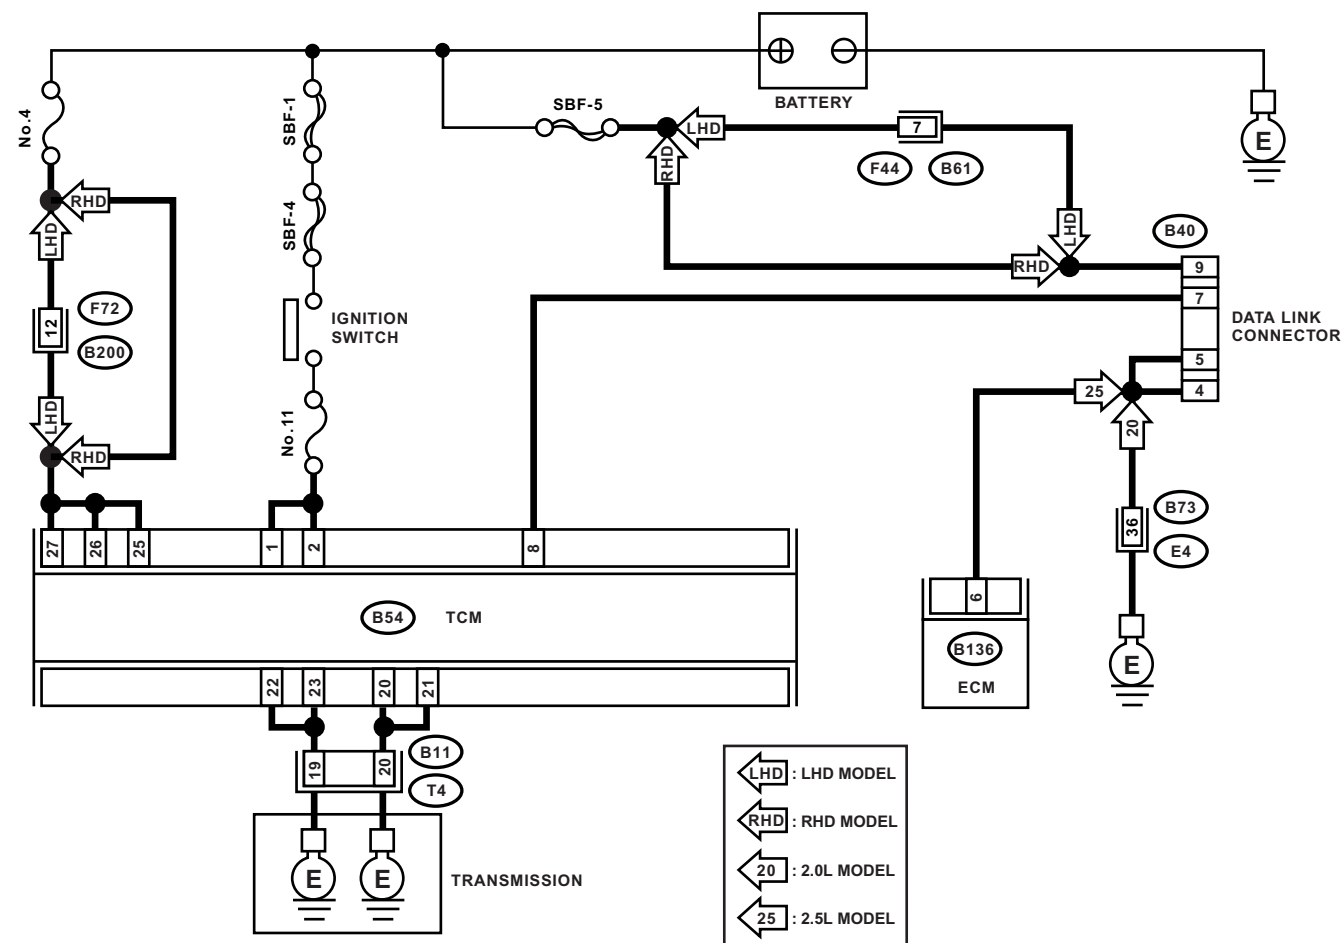 BATTERY
No.4
SBF-1
SBF-5
LHD
7
E
RHD
F44
B61
RHD
LHD
SBF-4
LHD
B40
RHD
9
7
F72
12
IGNITION
SWITCH
DATA LINK
CONNECTOR
B200
5
25
4
LHD
No.11
20
RHD
B73
36
E4
27
26
25
1
2
8
6
B54
TCM
B136
ECM
E
22
23
20
21
B11
19
20
T4
LHD : LHD MODEL
RHD : RHD MODEL
20 : 2.0L MODEL
25 : 2.5L MODEL
E
E
TRANSMISSION